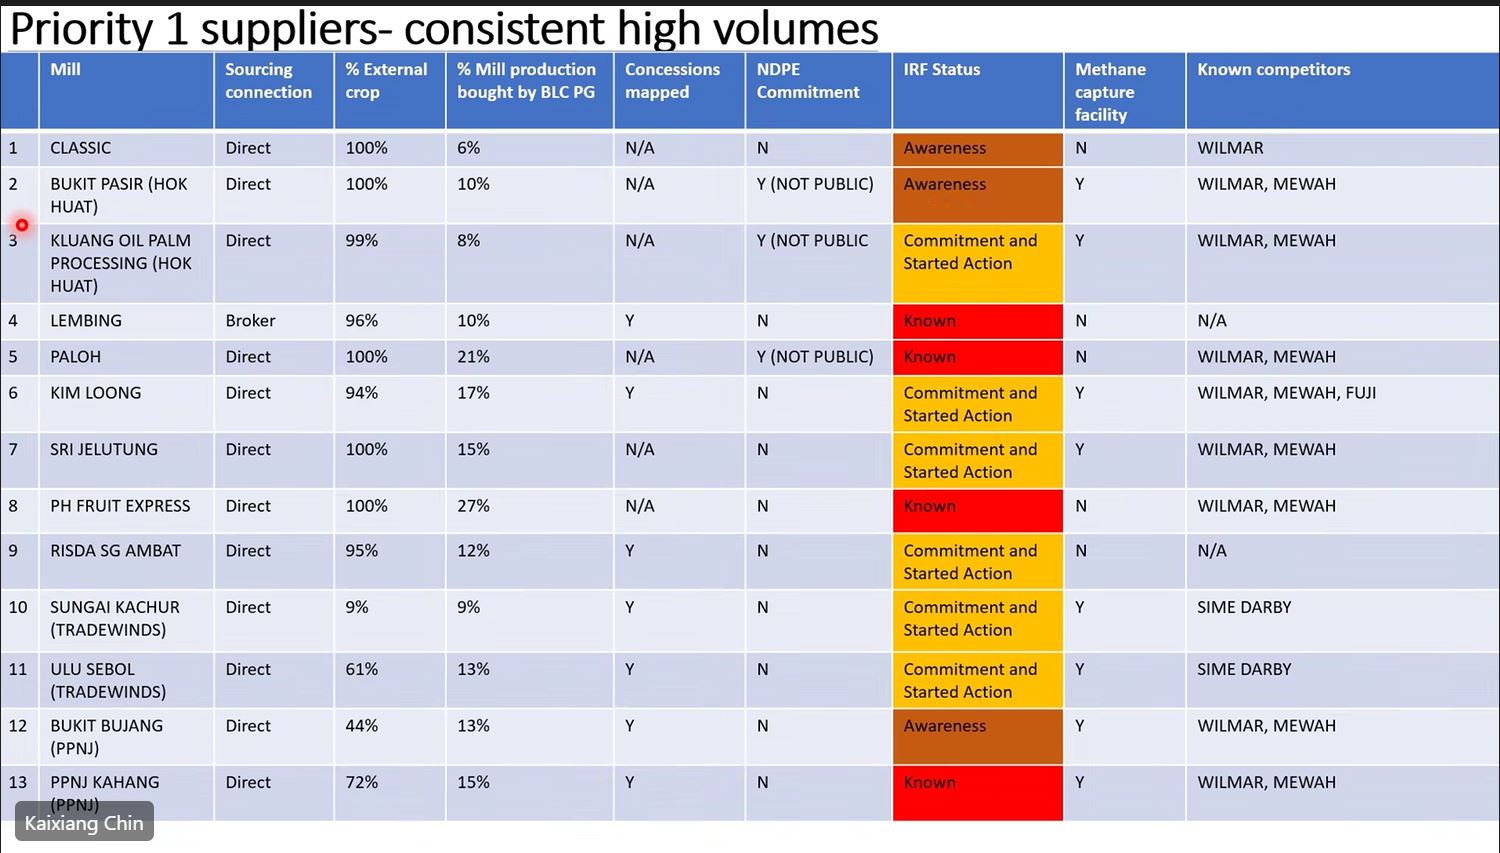 Priority 1 suppliers- consistent high volumes
Mill
Sourcing
connection
% External
crop
% Mill production
bought by BLC PG
Concessions
mapped
NDPE
Commitment
IRF Status
Methane
capture
facility
Known competitors
1 CLASSIC Direct 100% 6% N/A N Awareness N WILMAR
2 BUKIT PASIR (HOK Direct 100% 10% N/A Y (NOT PUBLIC) Awareness Y WILMAR, MEWAH
HUAT)
3 KLUANG OIL PALM Direct 99% 8% N/A Y (NOT PUBLIC Commitment and Y WILMAR, MEWAH
PROCESSING (HOK Started Action
HUAT)
4 LEMBING Broker 96% 10% Y N Known N N/A
5 PALOH Direct 100% 21% N/A Y (NOT PUBLIC) Known N WILMAR, MEWAH
6 KIM LOONG Direct 94% 17% Y N Commitment and Y WILMAR, MEWAH, FUJI
Started Action
7 SRI JELUTUNG Direct 100% 15% N/A N Commitment and Y WILMAR, MEWAH
Started Action
8 PH FRUIT EXPRESS Direct 100% 27% N/A N Known N WILMAR, MEWAH
9 RISDA SG AMBAT Direct 95% 12% Y N Commitment and N N/A
Started Action
10 SUNGAI KACHUR Direct 9% 9% Y N Commitment and Y SIME DARBY
(TRADEWINDS) Started Action
11 ULU SEBOL Direct 61% 13% Y N Commitment and Y SIME DARBY
(TRADEWINDS) Started Action
12 BUKIT BUJANG Direct 44% 13% Y N Awareness Y WILMAR, MEWAH
(PPNJ)
13 PPNJ KAHANG Direct 72% 15% Y N Known Y WILMAR, MEWAH
(PPNJ)
Kaixiang Chin